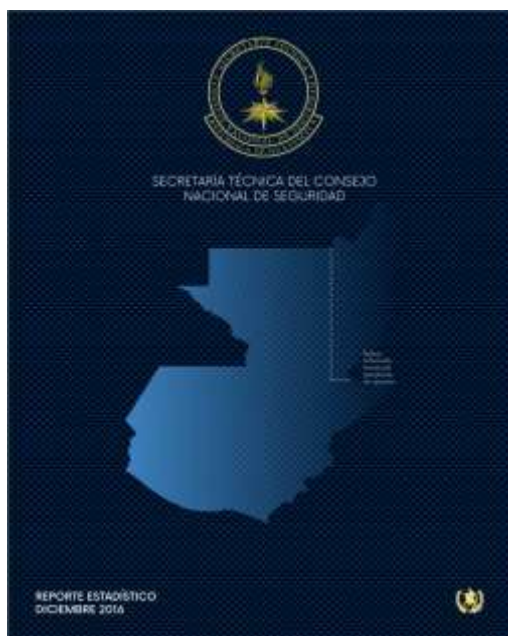 SECRETARÍA TÉCNICA DEL CONSEJO
NACIONAL DE SEGURIDAD
REPORTE ESTADÍSTICO
DICIEMBRE 2016